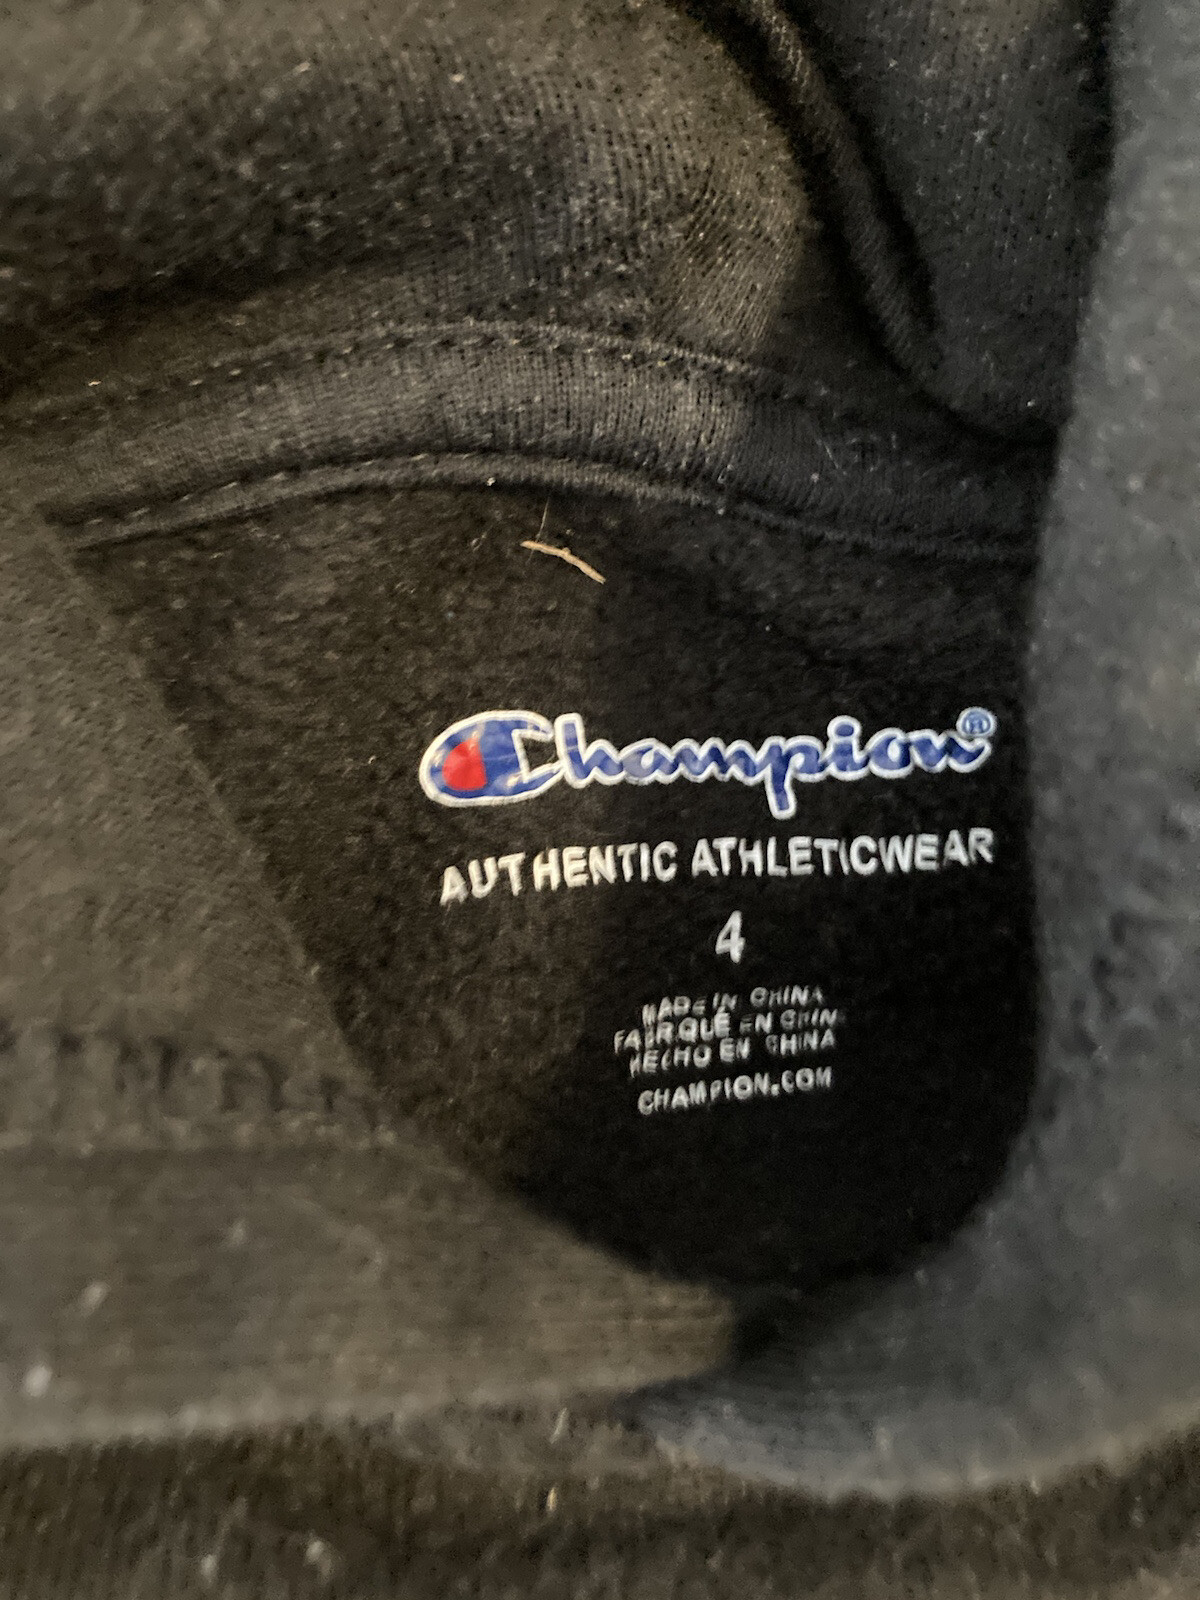 Champion®
AUTHENTIC ATHLETICWEAR
4
MADE IN CHINA
FABRIQUÉ EN CHINE
HECHO EN CHINA
CHAMPION.COM